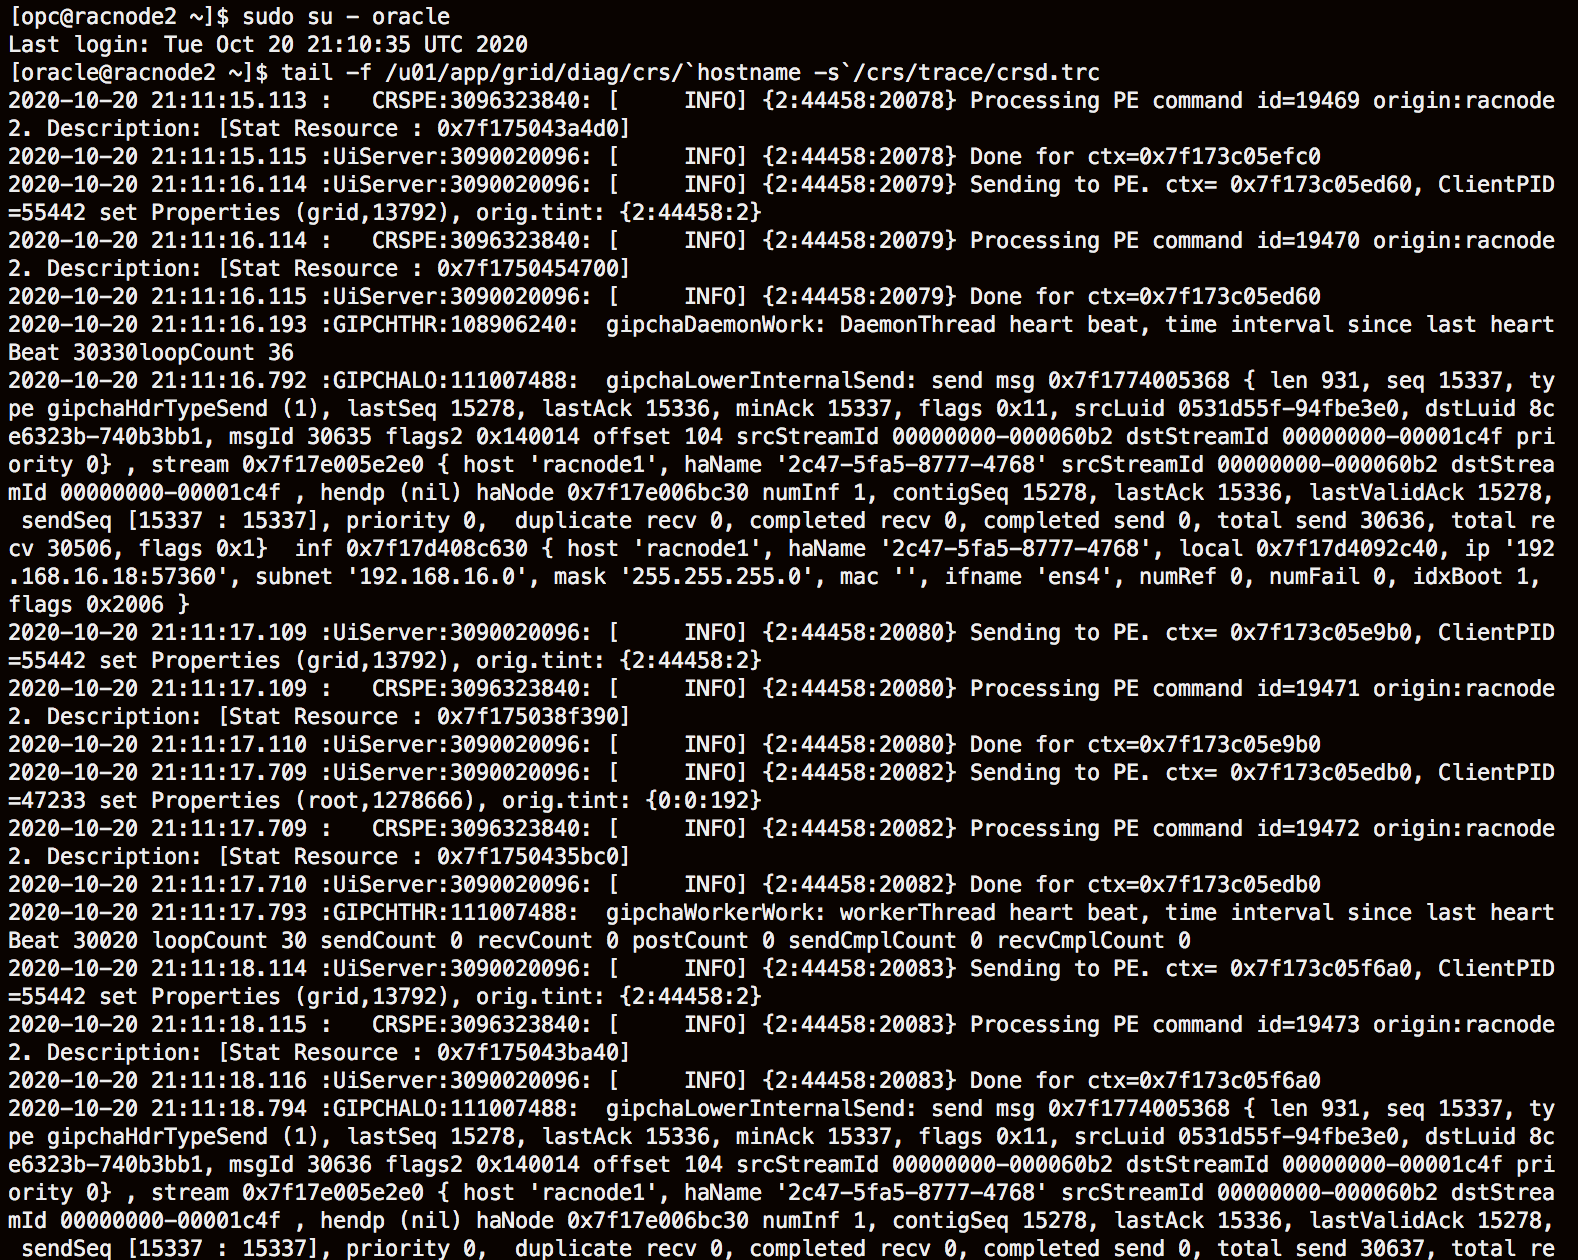 [opc@racnode2 ~]$ sudo su - oracle
Last login: Tue Oct 20 21:10:35 UTC 2020
[oracle@racnode2 ~]$ tail -f /u01/app/grid/diag/crs/`hostname -s`/crs/trace/crsd.trc
2020-10-20 21:11:15.113 :   CRSPE:3096323840: [     INFO] {2:44458:20078} Processing PE command id=19469 origin:racnode
2. Description: [Stat Resource : 0x7f175043a4d0]
2020-10-20 21:11:15.115 :UiServer:3090020096: [     INFO] {2:44458:20078} Done for ctx=0x7f173c05efc0
2020-10-20 21:11:16.114 :UiServer:3090020096: [     INFO] {2:44458:20079} Sending to PE. ctx= 0x7f173c05ed60, ClientPID
=55442 set Properties (grid,13792), orig.tint: {2:44458:2}
2020-10-20 21:11:16.114 :   CRSPE:3096323840: [     INFO] {2:44458:20079} Processing PE command id=19470 origin:racnode
2. Description: [Stat Resource : 0x7f1750454700]
2020-10-20 21:11:16.115 :UiServer:3090020096: [     INFO] {2:44458:20079} Done for ctx=0x7f173c05ed60
2020-10-20 21:11:16.193 :GIPCHTHR:108906240:  gipchaDaemonWork: DaemonThread heart beat, time interval since last heart
Beat 30330loopCount 36
2020-10-20 21:11:16.792 :GIPCHALO:111007488:  gipchaLowerInternalSend: send msg 0x7f1774005368 { len 931, seq 15337, ty
pe gipchaHdrTypeSend (1), lastSeq 15278, lastAck 15336, minAck 15337, flags 0x11, srcLuid 0531d55f-94fbe3e0, dstLuid 8c
e6323b-740b3bb1, msgId 30635 flags2 0x140014 offset 104 srcStreamId 00000000-000060b2 dstStreamId 00000000-00001c4f pri
ority 0} , stream 0x7f17e005e2e0 { host 'racnode1', haName '2c47-5fa5-8777-4768' srcStreamId 00000000-000060b2 dstStrea
mId 00000000-00001c4f , hendp (nil) haNode 0x7f17e006bc30 numInf 1, contigSeq 15278, lastAck 15336, lastValidAck 15278,
 sendSeq [15337 : 15337], priority 0,  duplicate recv 0, completed recv 0, completed send 0, total send 30636, total re
cv 30506, flags 0x1}  inf 0x7f17d408c630 { host 'racnode1', haName '2c47-5fa5-8777-4768', local 0x7f17d4092c40, ip '192
.168.16.18:57360', subnet '192.168.16.0', mask '255.255.255.0', mac '', ifname 'ens4', numRef 0, numFail 0, idxBoot 1,
flags 0x2006 }
2020-10-20 21:11:17.109 :UiServer:3090020096: [     INFO] {2:44458:20080} Sending to PE. ctx= 0x7f173c05e9b0, ClientPID
=55442 set Properties (grid,13792), orig.tint: {2:44458:2}
2020-10-20 21:11:17.109 :   CRSPE:3096323840: [     INFO] {2:44458:20080} Processing PE command id=19471 origin:racnode
2. Description: [Stat Resource : 0x7f175038f390]
2020-10-20 21:11:17.110 :UiServer:3090020096: [     INFO] {2:44458:20080} Done for ctx=0x7f173c05e9b0
2020-10-20 21:11:17.709 :UiServer:3090020096: [     INFO] {2:44458:20082} Sending to PE. ctx= 0x7f173c05edb0, ClientPID
=47233 set Properties (root,1278666), orig.tint: {0:0:192}
2020-10-20 21:11:17.709 :   CRSPE:3096323840: [     INFO] {2:44458:20082} Processing PE command id=19472 origin:racnode
2. Description: [Stat Resource : 0x7f1750435bc0]
2020-10-20 21:11:17.710 :UiServer:3090020096: [     INFO] {2:44458:20082} Done for ctx=0x7f173c05edb0
2020-10-20 21:11:17.793 :GIPCHTHR:111007488:  gipchaWorkerWork: workerThread heart beat, time interval since last heart
Beat 30020 loopCount 30 sendCount 0 recvCount 0 postCount 0 sendCmplCount 0 recvCmplCount 0
2020-10-20 21:11:18.114 :UiServer:3090020096: [     INFO] {2:44458:20083} Sending to PE. ctx= 0x7f173c05f6a0, ClientPID
=55442 set Properties (grid,13792), orig.tint: {2:44458:2}
2020-10-20 21:11:18.115 :   CRSPE:3096323840: [     INFO] {2:44458:20083} Processing PE command id=19473 origin:racnode
2. Description: [Stat Resource : 0x7f175043ba40]
2020-10-20 21:11:18.116 :UiServer:3090020096: [     INFO] {2:44458:20083} Done for ctx=0x7f173c05f6a0
2020-10-20 21:11:18.794 :GIPCHALO:111007488:  gipchaLowerInternalSend: send msg 0x7f1774005368 { len 931, seq 15337, ty
pe gipchaHdrTypeSend (1), lastSeq 15278, lastAck 15336, minAck 15337, flags 0x11, srcLuid 0531d55f-94fbe3e0, dstLuid 8c
e6323b-740b3bb1, msgId 30636 flags2 0x140014 offset 104 srcStreamId 00000000-000060b2 dstStreamId 00000000-00001c4f pri
ority 0} , stream 0x7f17e005e2e0 { host 'racnode1', haName '2c47-5fa5-8777-4768' srcStreamId 00000000-000060b2 dstStrea
mId 00000000-00001c4f , hendp (nil) haNode 0x7f17e006bc30 numInf 1, contigSeq 15278, lastAck 15336, lastValidAck 15278,
 sendSeq [15337 : 15337], priority 0,  duplicate recv 0, completed recv 0, completed send 0, total send 30637, total re